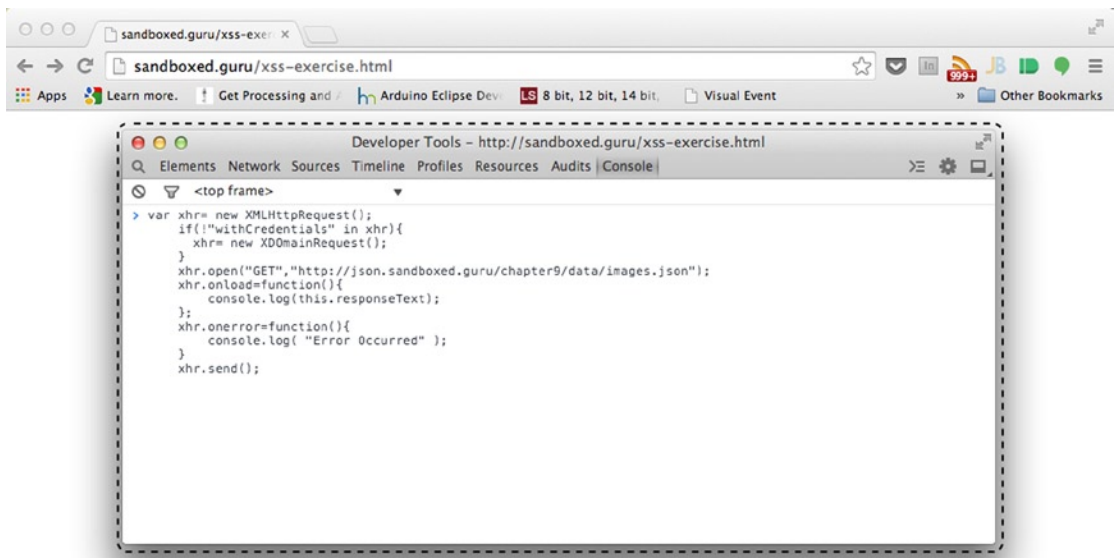 sandboxed.guru/xss-exer
sandboxed.guru/xss-exercise.html
999+
JB
Apps Learn more. Get Processing and A Arduino Eclipse Dev LS 8 bit, 12 bit, 14 bit, Visual Event » Other Bookmarks
Developer Tools – http://sandboxed.guru/xss-exercise.html
Elements Network Sources Timeline Profiles Resources Audits Console
<top frame>
> var xhr= new XMLHttpRequest();
if(!"withCredentials" in xhr){
xhr= new XDOmainRequest();
}
xhr.open("GET","http://json.sandboxed.guru/chapter9/data/images.json");
xhr.onload=function(){
console.log(this.responseText);
};
xhr.onerror=function(){
console.log( "Error Occurred" );
}
xhr.send();